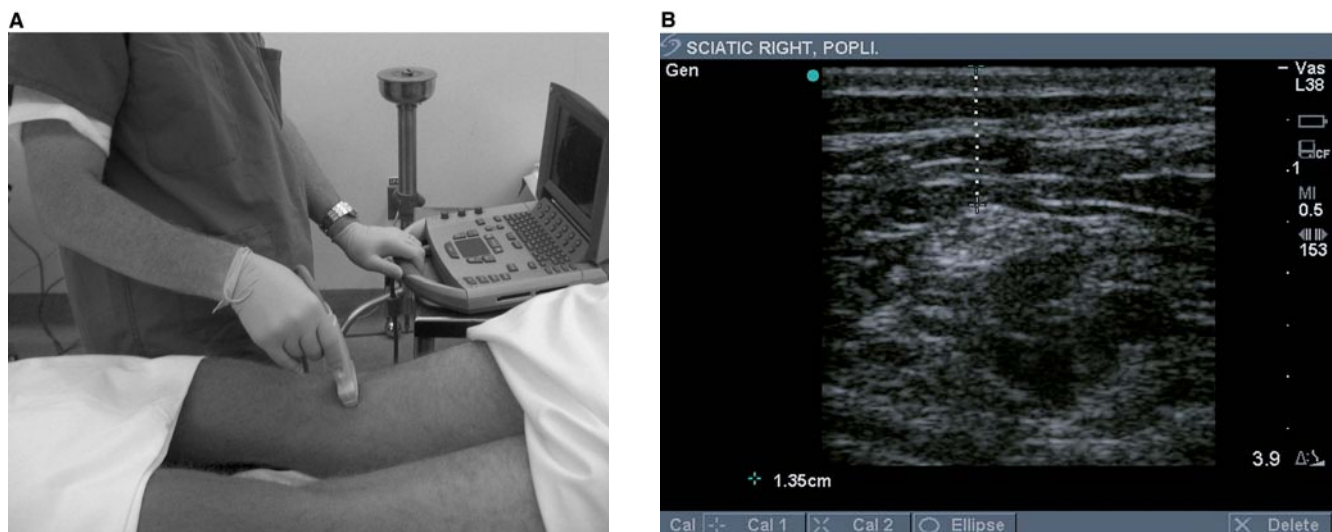 A
B
SCIATIC RIGHT, POPLI.
Gen
Vas
L38
CF
.1
MI
0.5
153
3.9
1.35cm
Cal
Cal 1
Cal 2
Ellipse
Delete